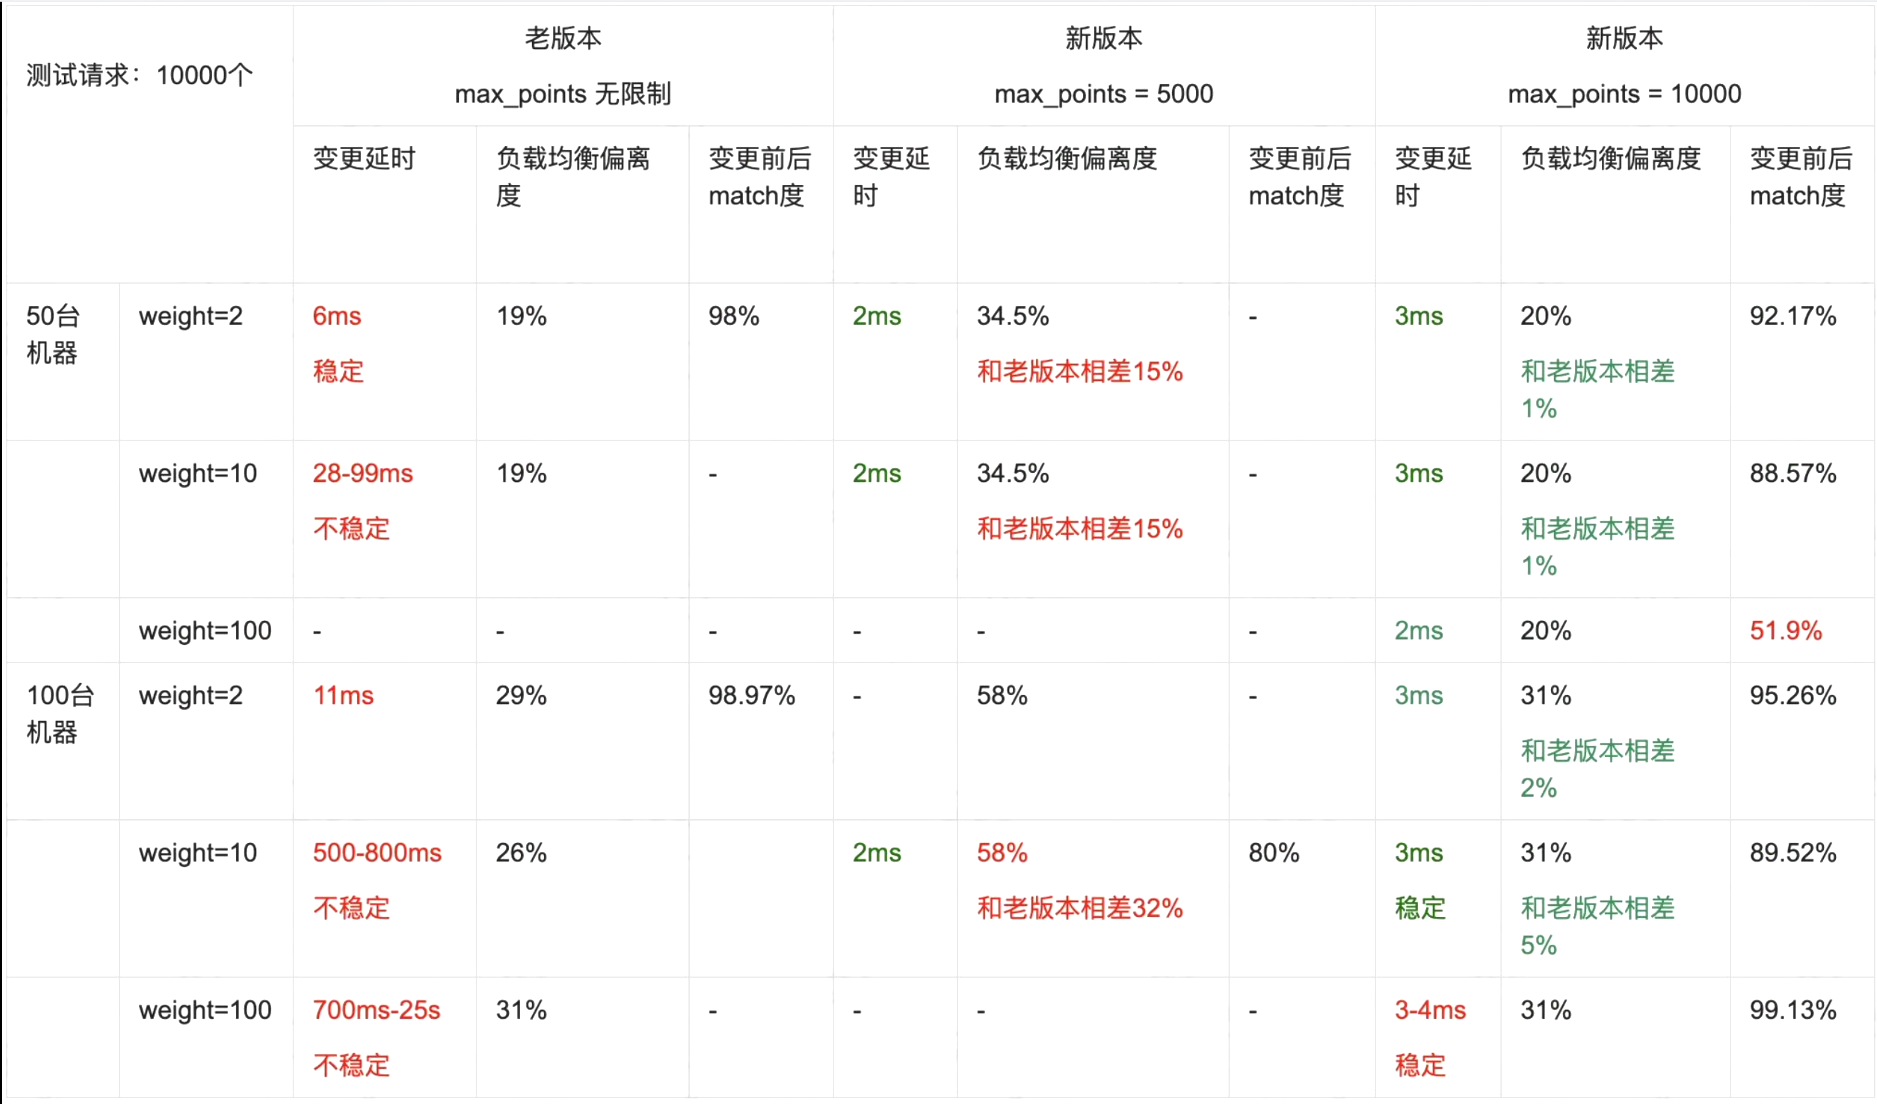 测试请求：10000个
老版本
max_points 无限制
新版本
max_points = 5000
新版本
max_points = 10000
变更延时
负载均衡偏离
度
变更前后
match度
变更延
时
负载均衡偏离度
变更前后
match度
变更延
时
负载均衡偏离度
变更前后
match度
50台
机器
weight=2
6ms
稳定
19%
98%
2ms
34.5%
和老版本相差15%
-
3ms
20%
和老版本相差
1%
92.17%
weight=10
28-99ms
不稳定
19%
-
2ms
34.5%
和老版本相差15%
-
3ms
20%
和老版本相差
1%
88.57%
weight=100
-
-
-
-
-
-
2ms
20%
51.9%
100台
机器
weight=2
11ms
29%
98.97%
-
58%
-
3ms
31%
和老版本相差
2%
95.26%
weight=10
500-800ms
不稳定
26%
2ms
58%
和老版本相差32%
80%
3ms
稳定
31%
和老版本相差
5%
89.52%
weight=100
700ms-25s
不稳定
31%
-
-
-
-
3-4ms
稳定
31%
99.13%